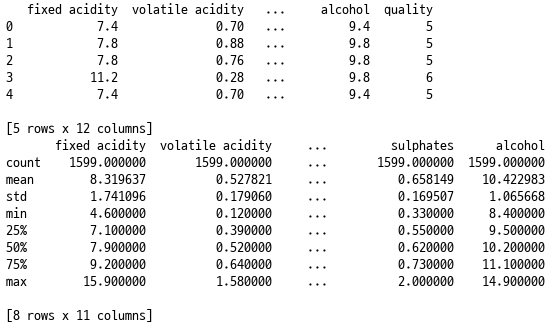 fixed acidity  volatile acidity  ...  alcohol  quality
0            7.4              0.70  ...      9.4        5
1            7.8              0.88  ...      9.8        5
2            7.8              0.76  ...      9.8        5
3           11.2              0.28  ...      9.8        6
4            7.4              0.70  ...      9.4        5

[5 rows x 12 columns]
       fixed acidity  volatile acidity  ...    sulphates      alcohol
count    1599.000000       1599.000000  ...  1599.000000  1599.000000
mean        8.319637          0.527821  ...     0.658149    10.422983
std         1.741096          0.179060  ...     0.169507     1.065668
min         4.600000          0.120000  ...     0.330000     8.400000
25%         7.100000          0.390000  ...     0.550000     9.500000
50%         7.900000          0.520000  ...     0.620000    10.200000
75%         9.200000          0.640000  ...     0.730000    11.100000
max        15.900000          1.580000  ...     2.000000    14.900000

[8 rows x 11 columns]